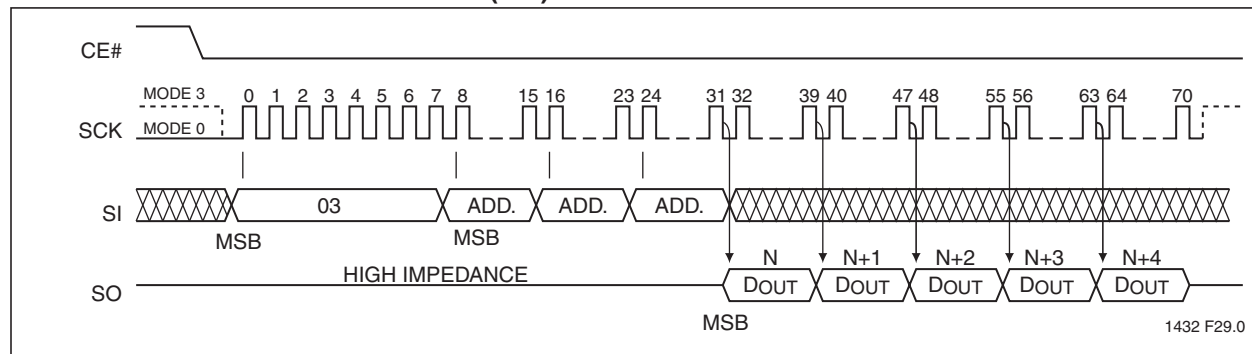 CE#
MODE 3
0 1 2 3 4 5 6 7 8 15 16 23 24 31 32 39 40 47 48 55 56 63 64 70
SCK
MODE 0
SI
03 ADD. ADD. ADD.
MSB MSB
N N+1 N+2 N+3 N+4
HIGH IMPEDANCE
SO
DOUT DOUT DOUT DOUT DOUT
MSB
1432 F29.0